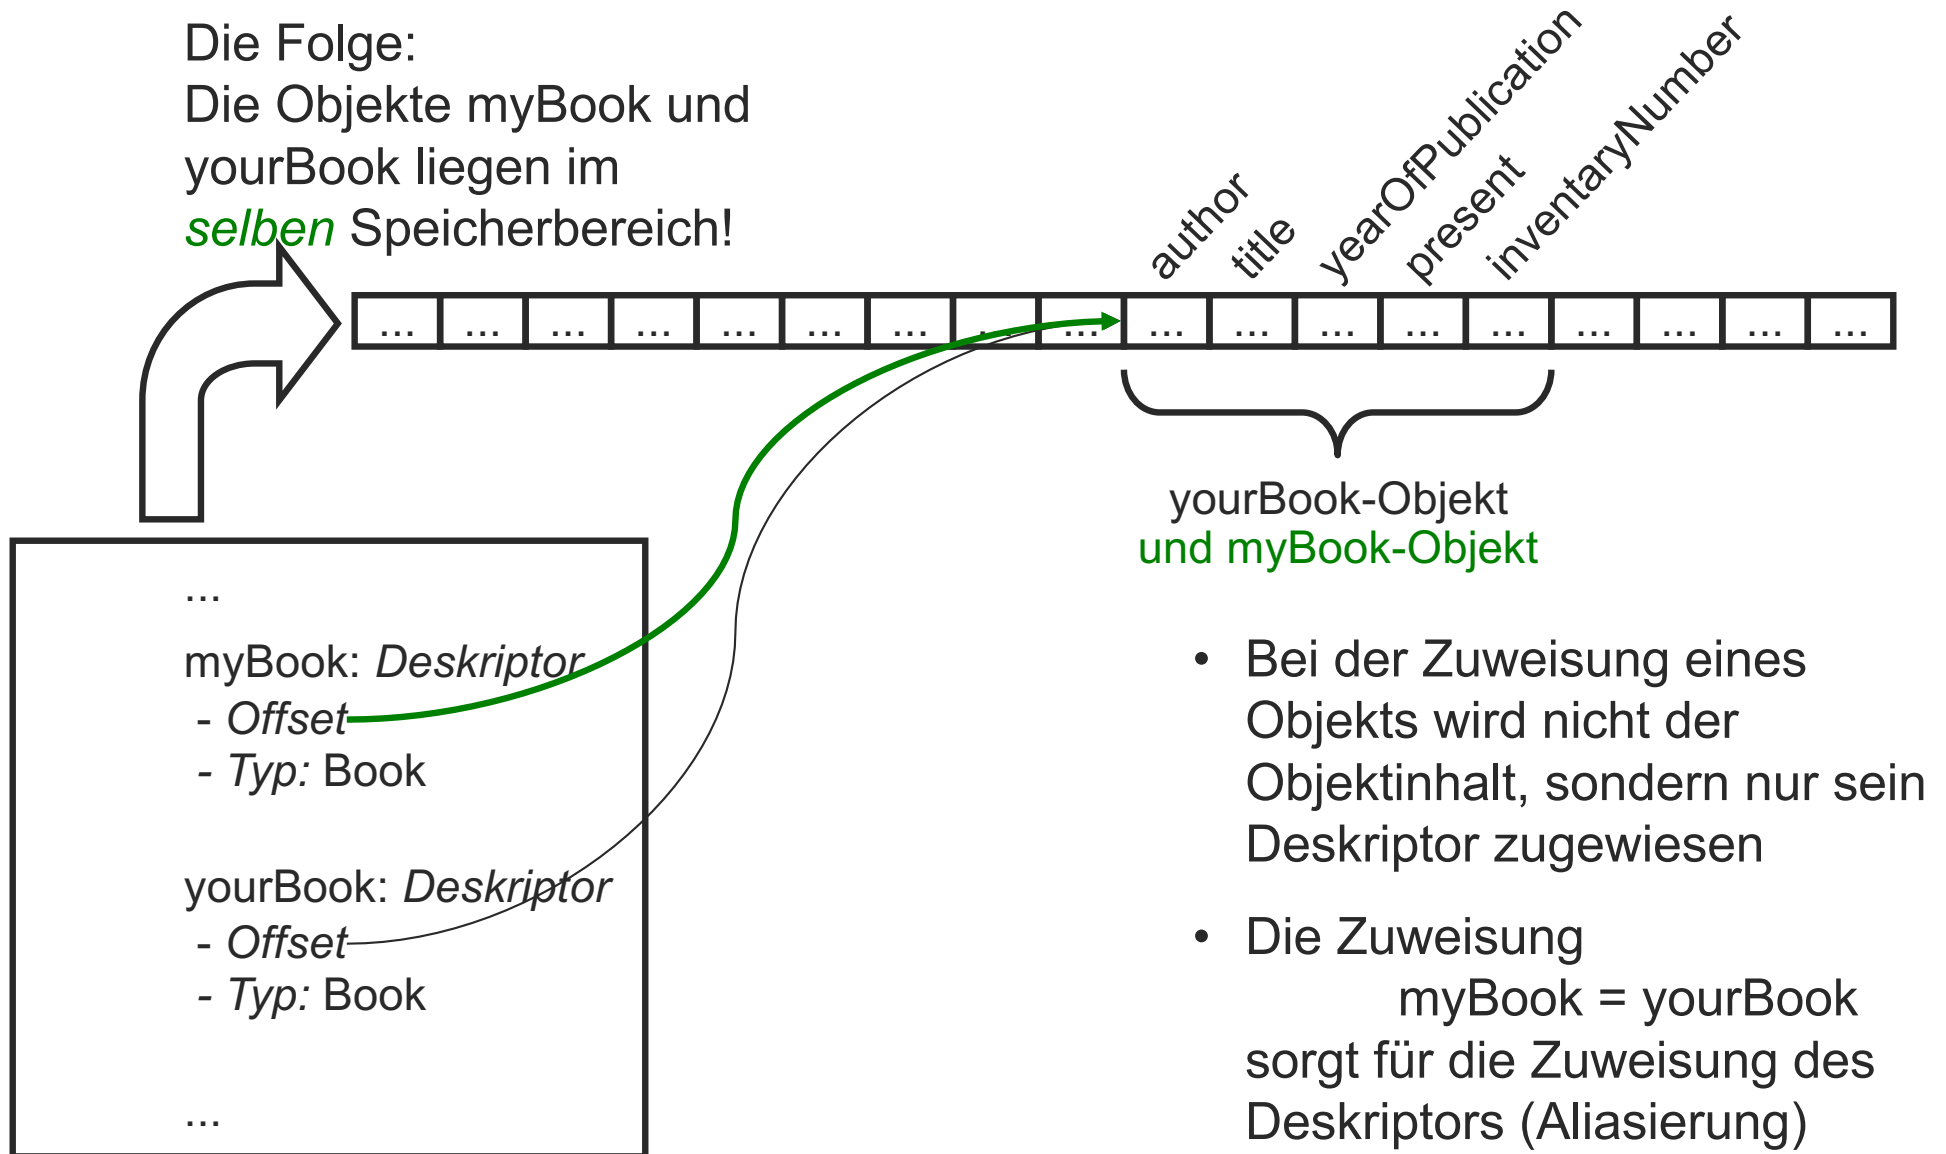 Die Folge:
Die Objekte myBook und
yourBook liegen im
selben Speicherbereich!
author
title
yearOfPublication
present
inventaryNumber
... ... ... ... ... ... ... ... ... ... ... ... ... ... ... ... ... ...
yourBook-Objekt
und myBook-Objekt
...
myBook: Deskriptor
- Offset
- Typ: Book
yourBook: Deskriptor
- Offset
- Typ: Book
...
• Bei der Zuweisung eines
Objekts wird nicht der
Objektinhalt, sondern nur sein
Deskriptor zugewiesen
• Die Zuweisung
myBook = yourBook
sorgt für die Zuweisung des
Deskriptors (Aliasierung)